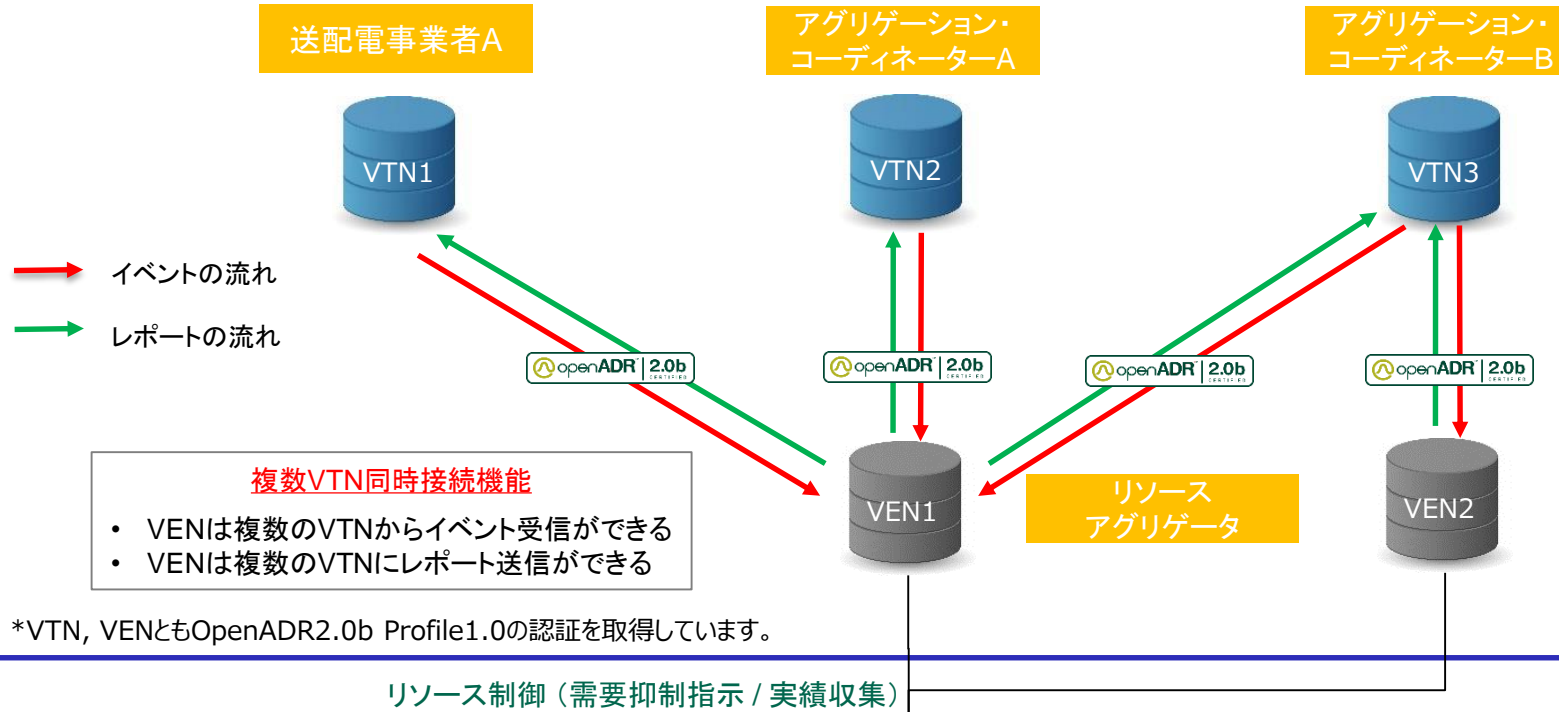 送配電事業者A
アグリゲーション・
コーディネーターA
アグリゲーション・
コーディネーターB
VTN1
VTN2
VTN3
イベントの流れ
レポートの流れ
openADR 2.0b
CERTIFIED
openADR 2.0b
CERTIFIED
openADR 2.0b
CERTIFIED
openADR 2.0b
CERTIFIED
複数VTN同時接続機能
• VENは複数のVTNからイベント受信ができる
• VENは複数のVTNにレポート送信ができる
VEN1
リソース
アグリゲータ
VEN2
*VTN, VENともOpenADR2.0b Profile1.0の認証を取得しています。
リソース制御（需要抑制指示 / 実績収集）